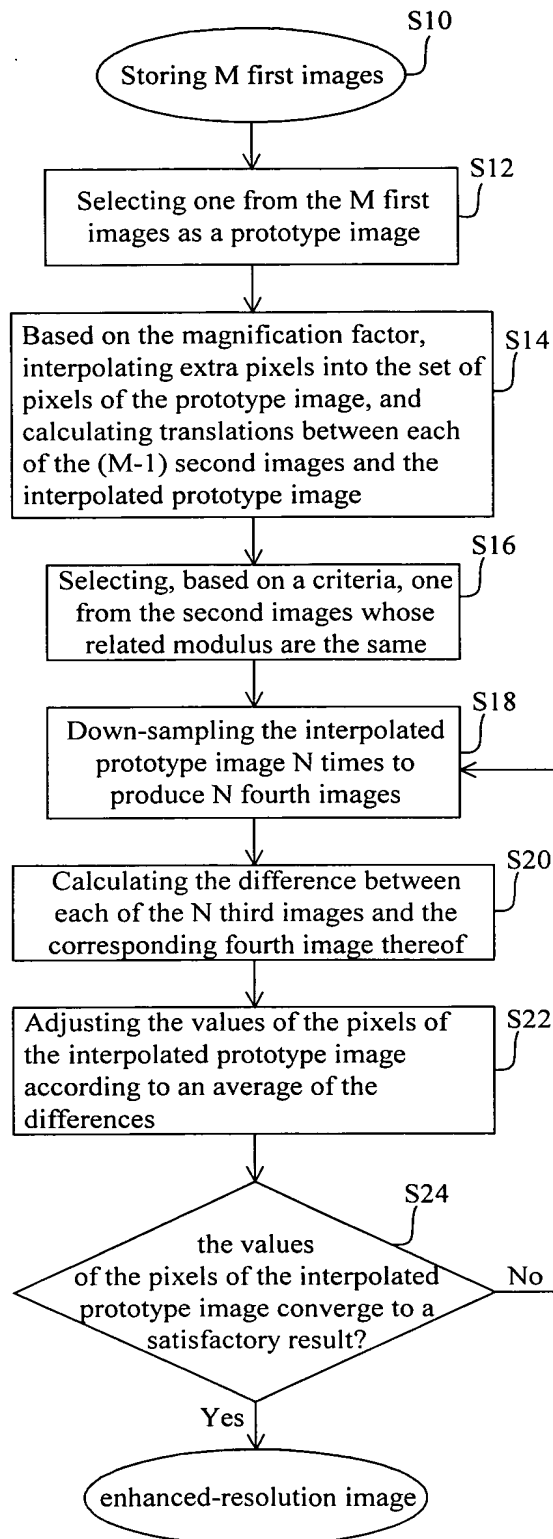 S10
Storing M first images
S12
Selecting one from the M first
images as a prototype image
S14
Based on the magnification factor,
interpolating extra pixels into the set of
pixels of the prototype image, and
calculating translations between each
of the (M-1) second images and the
interpolated prototype image
S16
Selecting, based on a criteria, one
from the second images whose
related modulus are the same
S18
Down-sampling the interpolated
prototype image N times to
produce N fourth images
S20
Calculating the difference between
each of the N third images and the
corresponding fourth image thereof
S22
Adjusting the values of the pixels of
the interpolated prototype image
according to an average of the
differences
S24
the values
of the pixels of the interpolated
prototype image converge to a
satisfactory result?
No
Yes
enhanced-resolution image